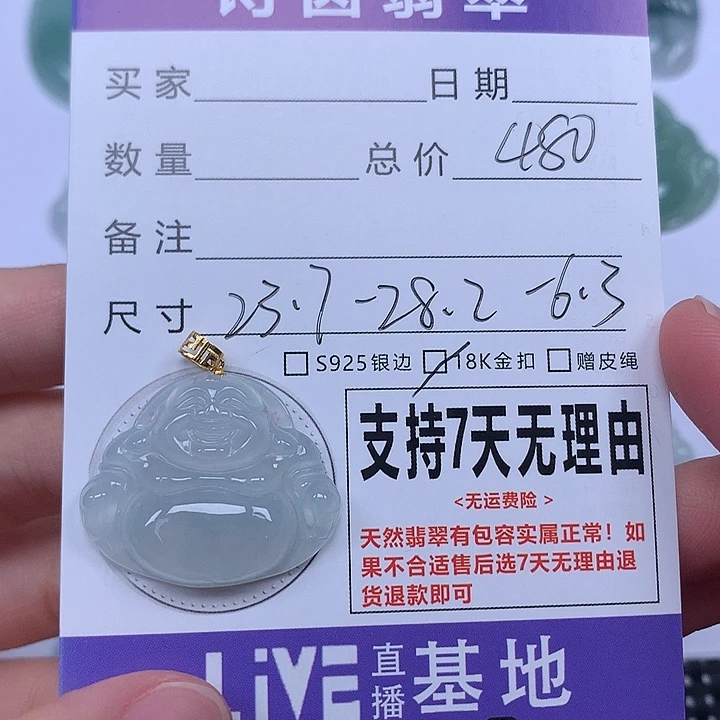 诗茵翡翠
买家 日期
数量 总价 480
备注
尺寸 23.7-28.2-6.3
S925银边 18K金扣 赠皮绳
支持7天无理由
<无运费险>
天然翡翠有包容实属正常！如
果不合适售后选7天无理由退
货退款即可
LiVE 直播 基地